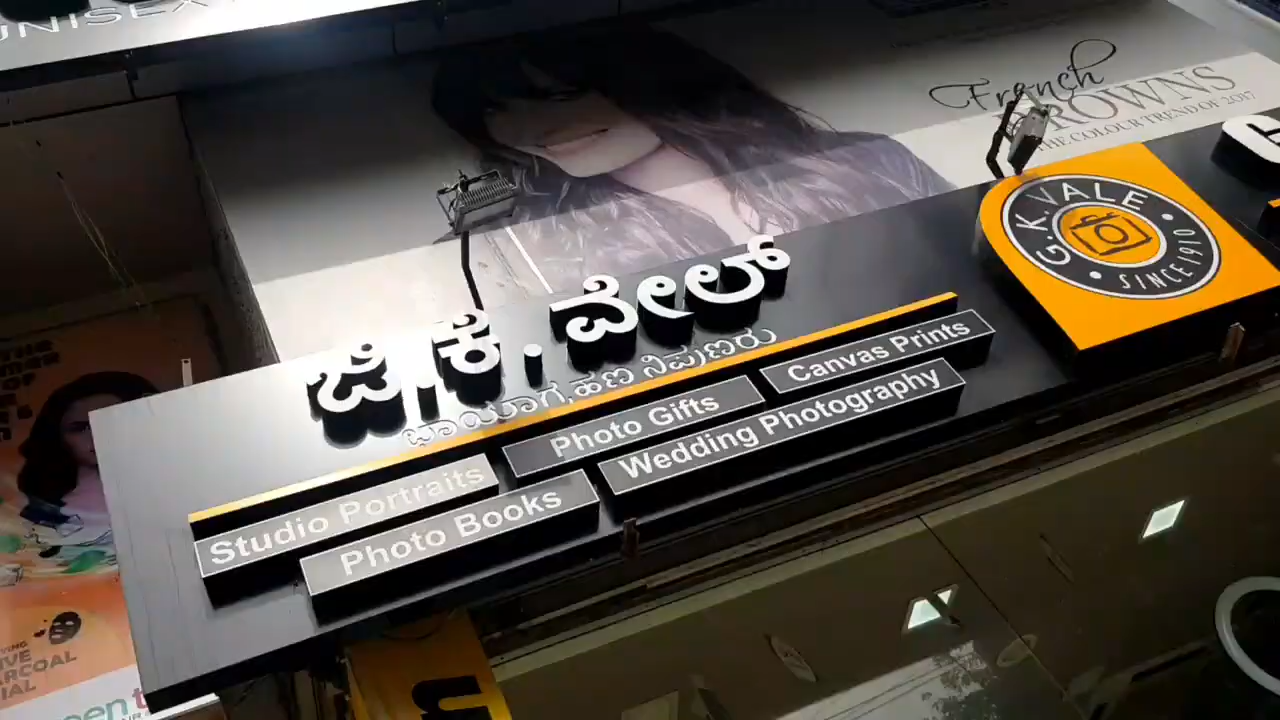 UNISEX
French
BROWNS
THE COLOUR TREND OF 2017
G.K.VALE
SINCE 1910
ಜಿ.ಕೆ.ವೇಲ್
ಛಾಯಾಗ್ರಹಣ ನಿಪುಣರು
Canvas Prints
Photo Gifts
Wedding Photography
Studio Portraits
Photo Books